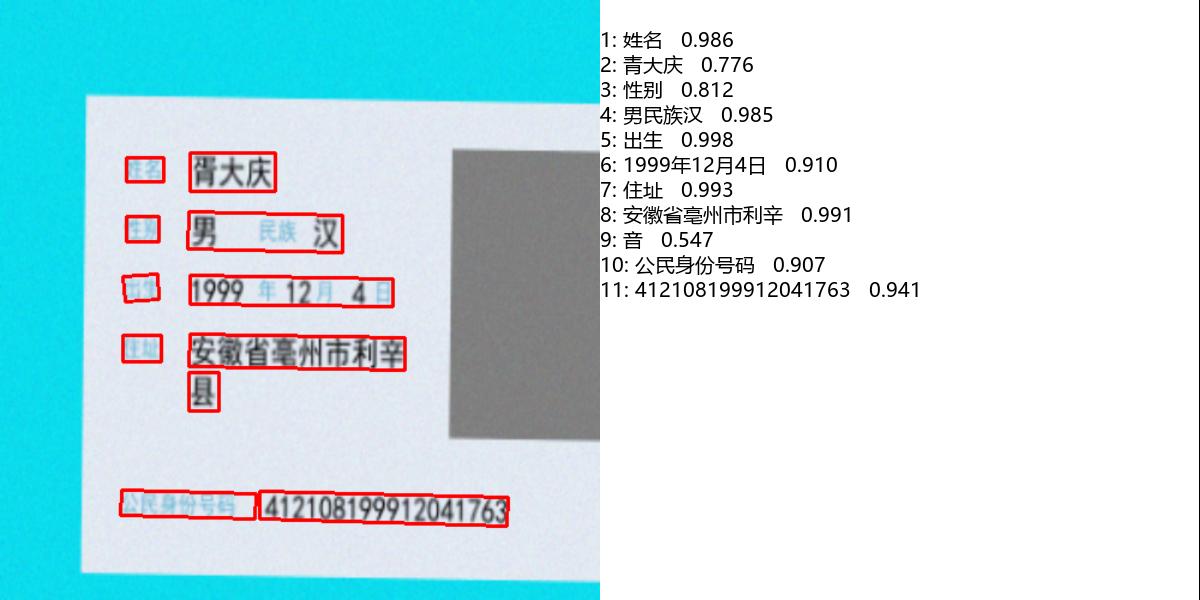 姓名 胥大庆
性别 男 民族 汉
出生 1999 年 12 月 4 日
住址 安徽省亳州市利辛
县
公民身份号码 412108199912041763
1: 姓名 0.986
2: 青大庆 0.776
3: 性别 0.812
4: 男民族汉 0.985
5: 出生 0.998
6: 1999年12月4日 0.910
7: 住址 0.993
8: 安徽省亳州市利辛 0.991
9: 音 0.547
10: 公民身份号码 0.907
11: 412108199912041763 0.941